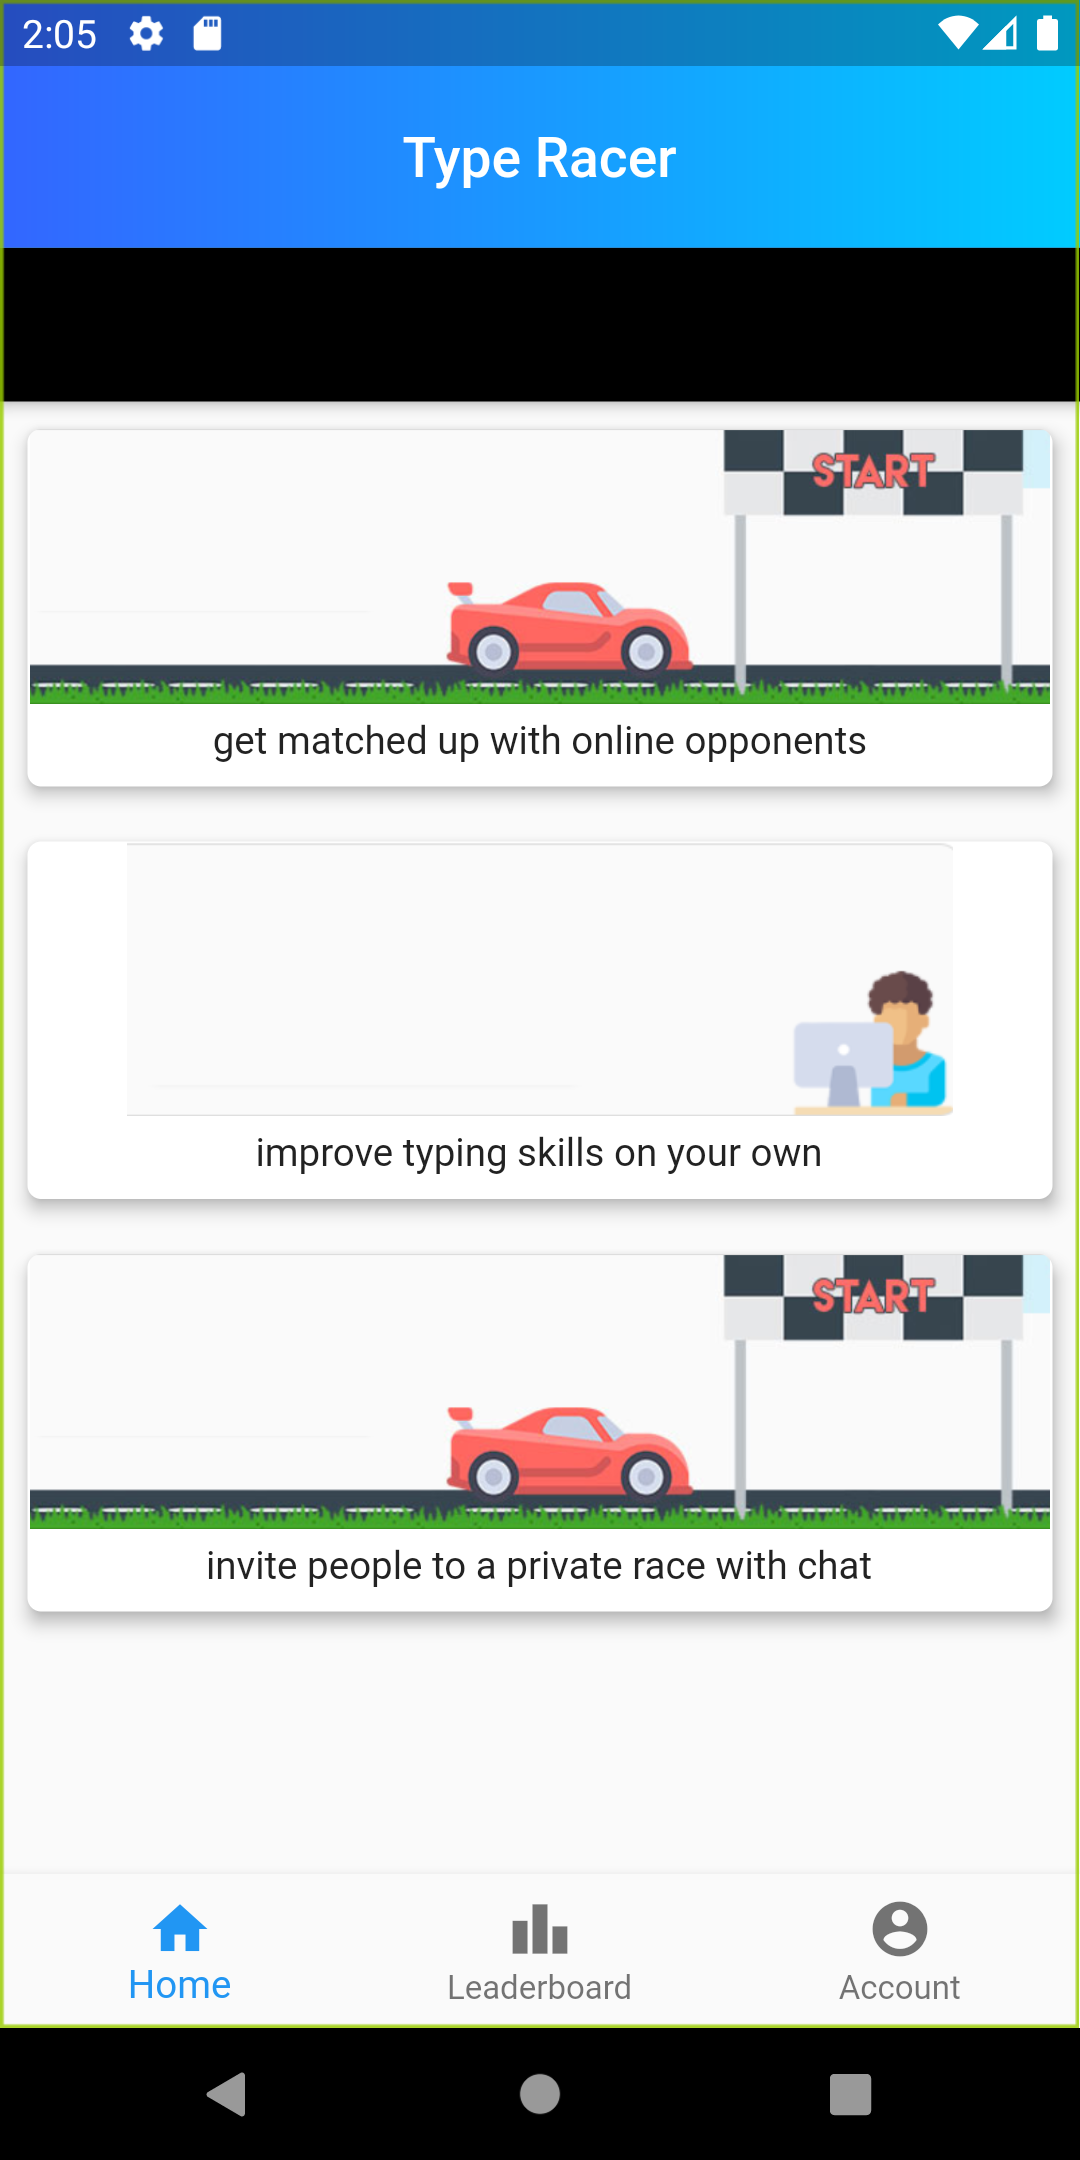 2:05
Type Racer
START
get matched up with online opponents
improve typing skills on your own
START
invite people to a private race with chat
Home
Leaderboard
Account